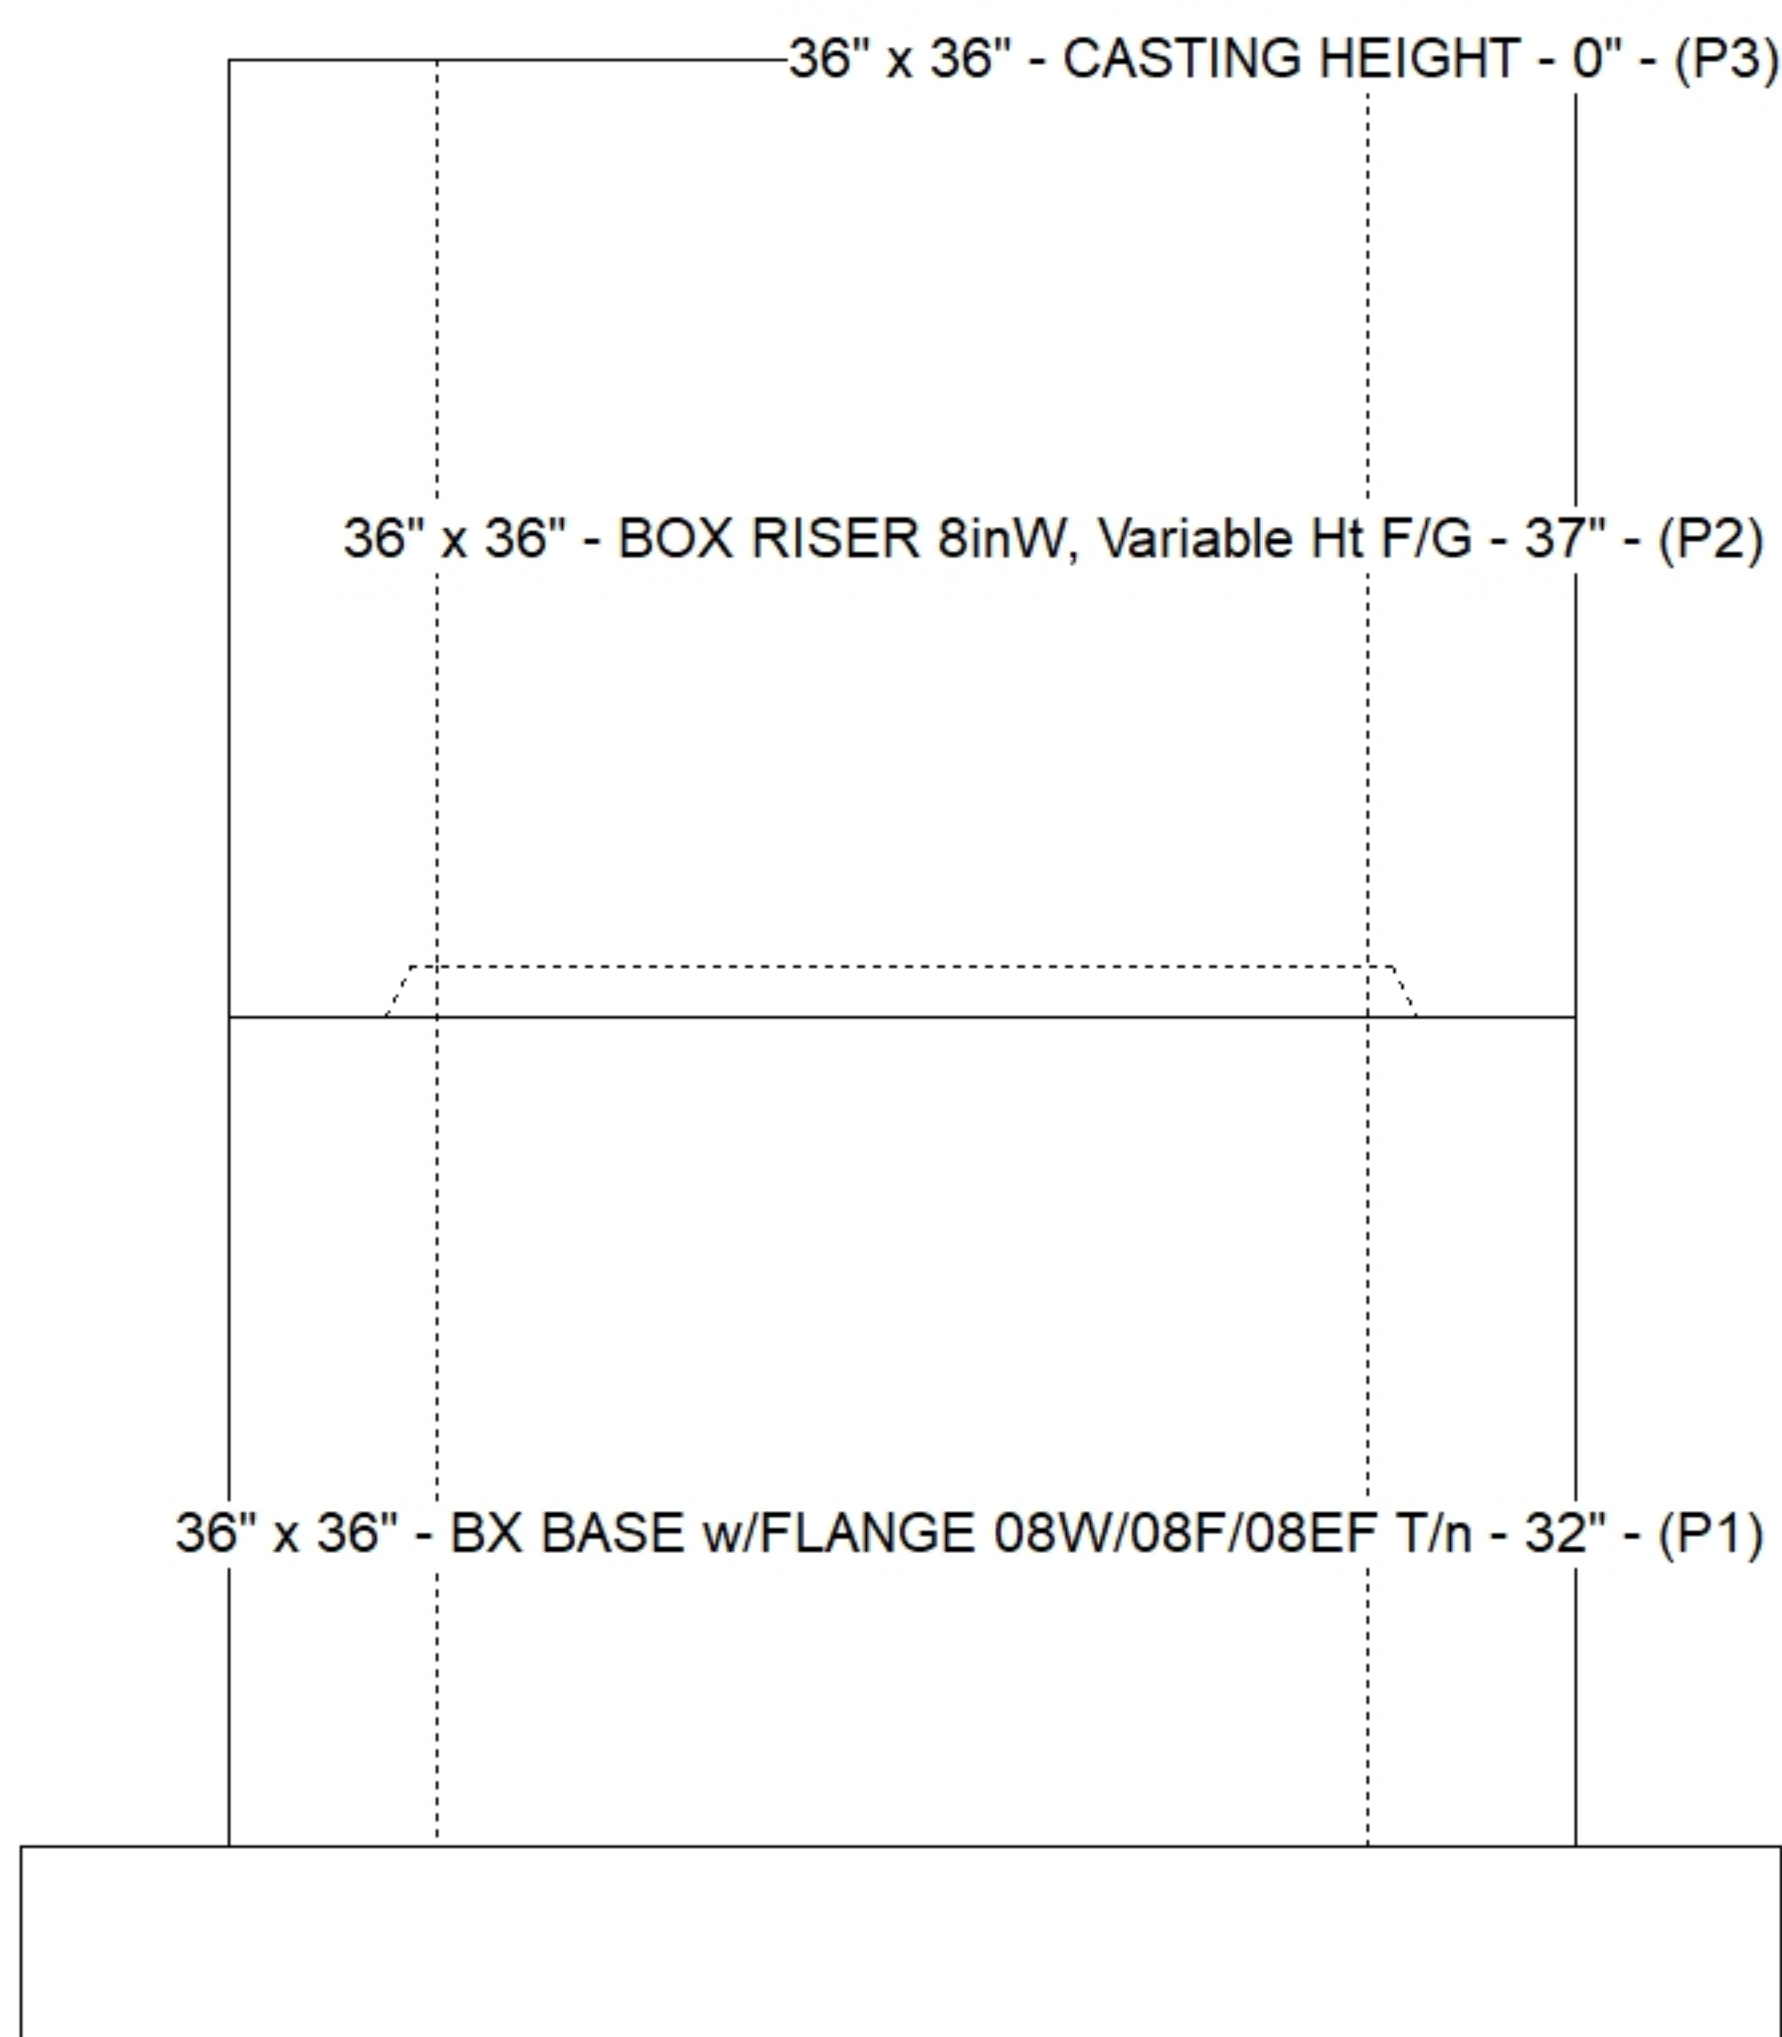 36" x 36" - CASTING HEIGHT - 0" - (P3)
36" x 36" - BOX RISER 8inW, Variable Ht F/G - 37" - (P2)
36" x 36" - BX BASE w/FLANGE 08W/08F/08EF T/n - 32" - (P1)